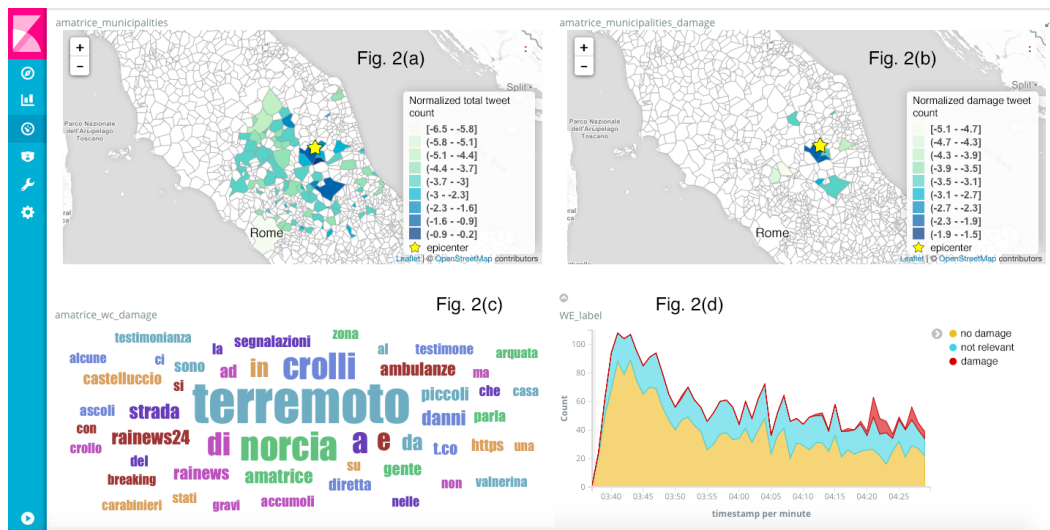 amatrice_municipalities
+
−
Fig. 2(a)
Split
Parco Nazionale
dell'Arcipelago
Toscano
Rome
Normalized total tweet
count
[-6.5 - -5.8]
(-5.8 - -5.1]
(-5.1 - -4.4]
(-4.4 - -3.7]
(-3.7 - -3]
(-3 - -2.3]
(-2.3 - -1.6]
(-1.6 - -0.9]
(-0.9 - -0.2]
epicenter
Leaflet | © OpenStreetMap contributors
amatrice_municipalities_damage
+
−
Fig. 2(b)
Split
Parco Nazionale
dell'Arcipelago
Toscano
Rome
Normalized damage tweet
count
[-5.1 - -4.7]
(-4.7 - -4.3]
(-4.3 - -3.9]
(-3.9 - -3.5]
(-3.5 - -3.1]
(-3.1 - -2.7]
(-2.7 - -2.3]
(-2.3 - -1.9]
(-1.9 - -1.5]
epicenter
Leaflet | © OpenStreetMap contributors
Fig. 2(c)
amatrice_wc_damage
testimonianza
la
segnalazioni
zona
alcune
ci
sono
ad
in
crolli
al
testimone
arquata
castelluccio
si
ambulanze
ma
terremoto
piccoli
che
casa
ascoli
strada
danni
parla
con
rainews24
di
norcia
a
e
da
t.co
https
una
crollo
del
rainews
amatrice
su
gente
breaking
diretta
non
valnerina
carabinieri
stati
gravi
accumoli
nelle
Fig. 2(d)
WE_label
no damage
not relevant
damage
Count
100
80
60
40
20
0
03:40 03:45 03:50 03:55 04:00 04:05 04:10 04:15 04:20 04:25
timestamp per minute